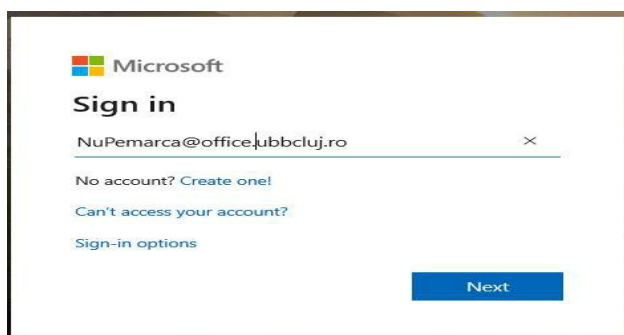 Microsoft
Sign in
NuPemarca@office.ubbcluj.ro
No account? Create one!
Can't access your account?
Sign-in options
Next